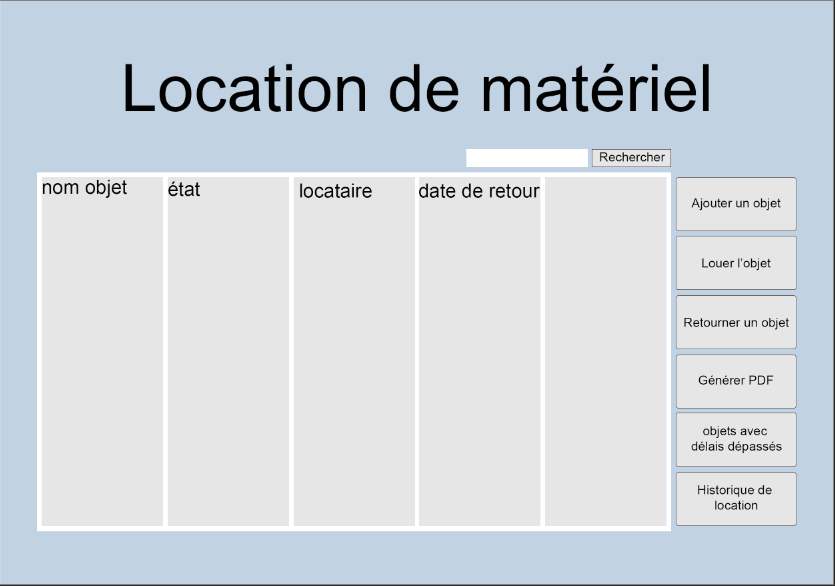 Location de matériel
Rechercher
nom objet
état
locataire
date de retour
Ajouter un objet
Louer l'objet
Retourner un objet
Générer PDF
objets avec
délais dépassés
Historique de
location